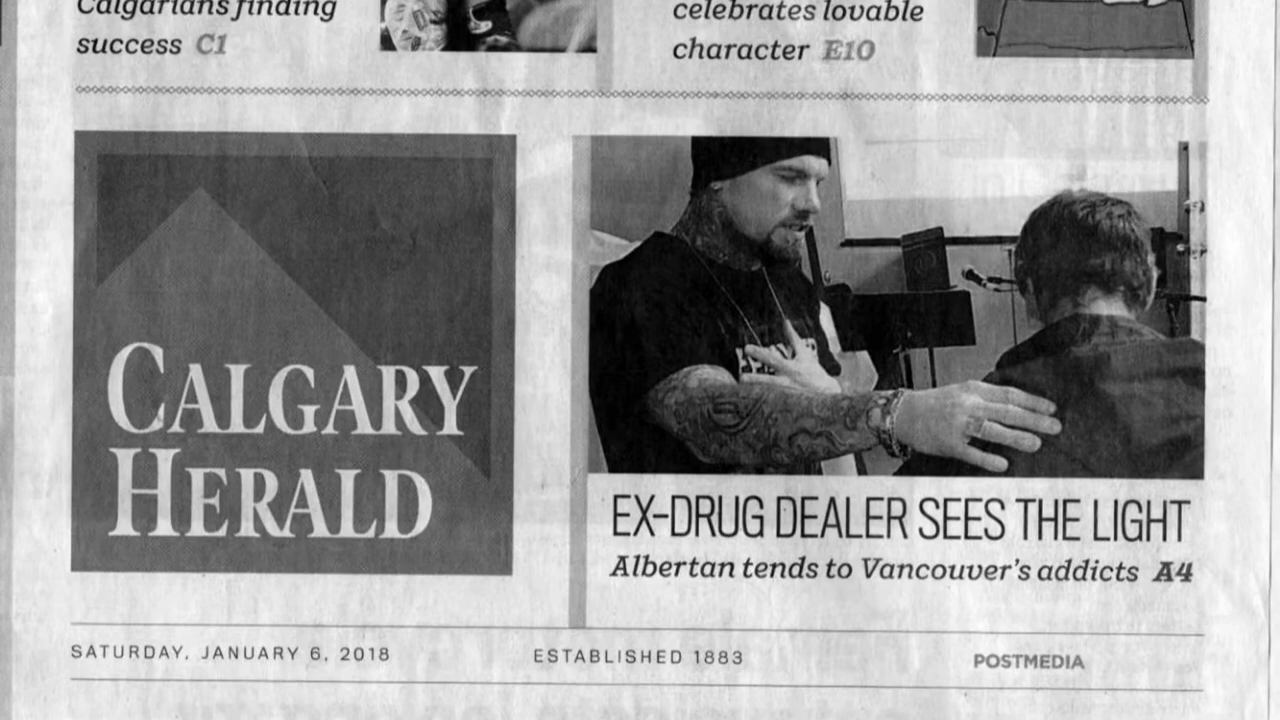 Calgarians finding
success C1
celebrates lovable
character E10
CALGARY
HERALD
EX-DRUG DEALER SEES THE LIGHT
Albertan tends to Vancouver's addicts A4
SATURDAY, JANUARY 6, 2018
ESTABLISHED 1883
POSTMEDIA